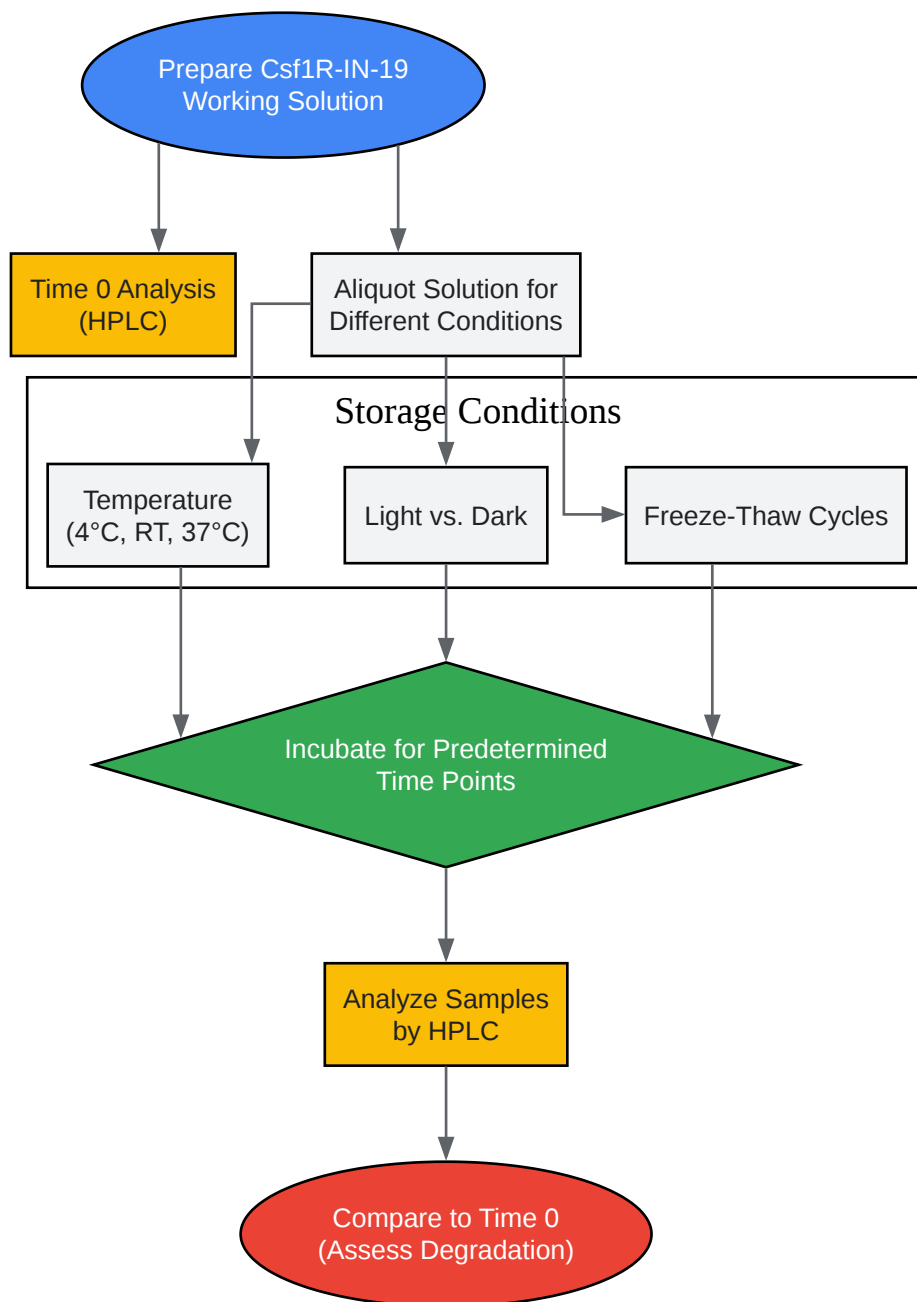 Prepare Csf1R-IN-19
Working Solution
Time 0 Analysis
(HPLC)
Aliquot Solution for
Different Conditions
Storage Conditions
Temperature
(4°C, RT, 37°C)
Light vs. Dark
Freeze-Thaw Cycles
Incubate for Predetermined
Time Points
Analyze Samples
by HPLC
Compare to Time 0
(Assess Degradation)